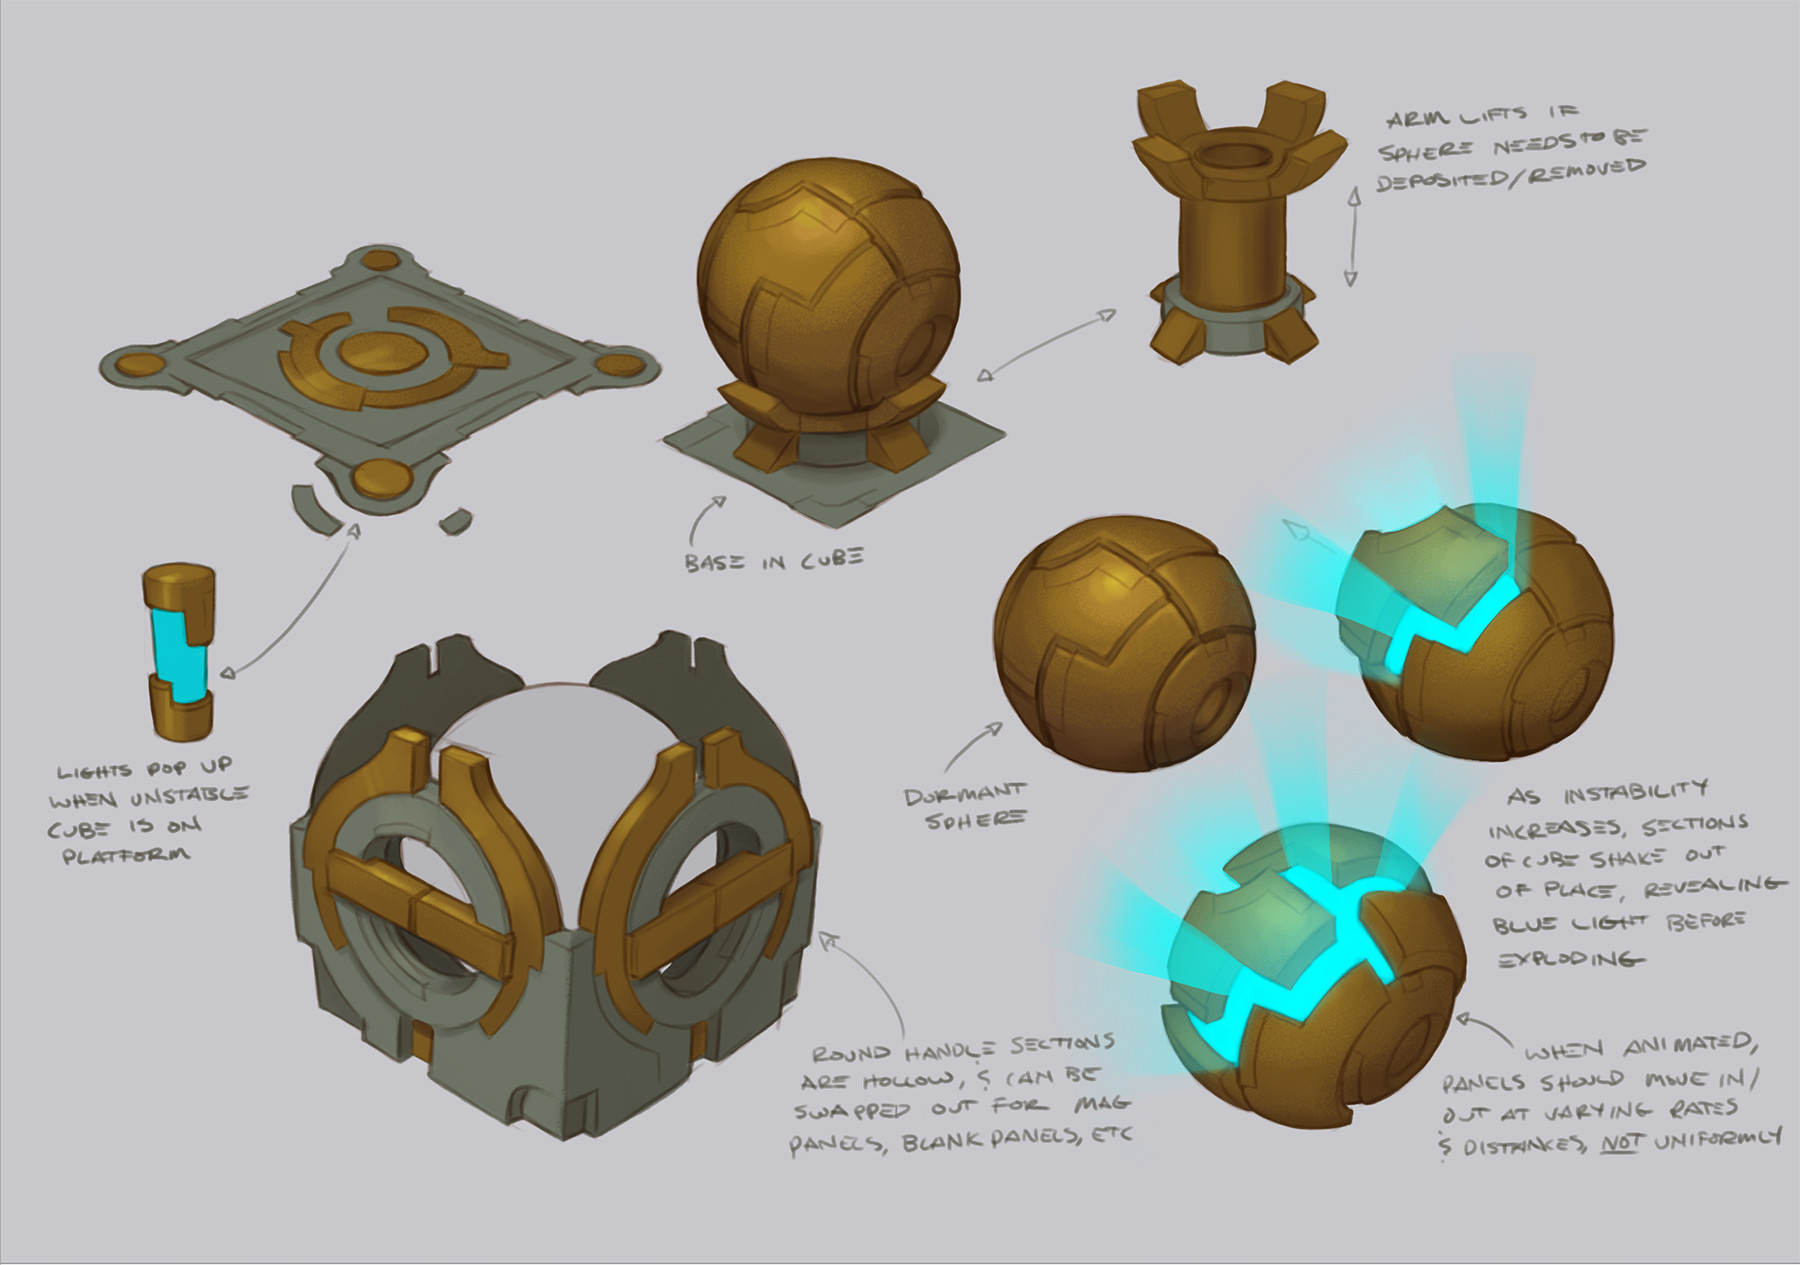 ARM LIFTS IF
SPHERE NEEDS TO BE
DEPOSITED/REMOVED
BASE IN CUBE
LIGHTS POP UP
WHEN UNSTABLE
CUBE IS ON
PLATFORM
DORMANT
SPHERE
AS INSTABILITY
INCREASES, SECTIONS
OF CUBE SHAKE OUT
OF PLACE, REVEALING
BLUE LIGHT BEFORE
EXPLODING
ROUND HANDLE SECTIONS
ARE HOLLOW, & CAN BE
SWAPPED OUT FOR MAG
PANELS, BLANK PANELS, ETC
WHEN ANIMATED,
PANELS SHOULD MOVE IN/
OUT AT VARYING RATES
& DISTANCES, NOT UNIFORMLY